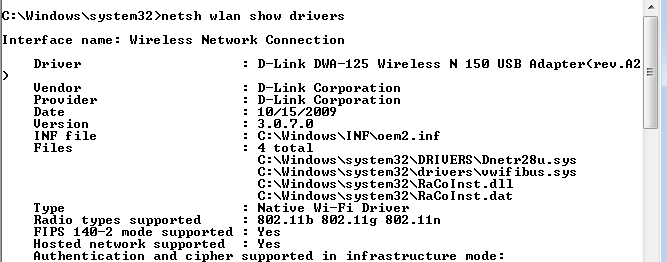 C:\Windows\system32>netsh wlan show drivers
Interface name: Wireless Network Connection
Driver : D-Link DWA-125 Wireless N 150 USB Adapter(rev.A2
)
Vendor : D-Link Corporation
Provider : D-Link Corporation
Date : 10/15/2009
Version : 3.0.7.0
INF file : C:\Windows\INF\oem2.inf
Files : 4 total
C:\Windows\system32\DRIVERS\Dnetr28u.sys
C:\Windows\system32\drivers\vwifibus.sys
C:\Windows\system32\RaCoInst.dll
C:\Windows\system32\RaCoInst.dat
Type : Native Wi-Fi Driver
Radio types supported : 802.11b 802.11g 802.11n
FIPS 140-2 mode supported : Yes
Hosted network supported : Yes
Authentication and cipher supported in infrastructure mode: